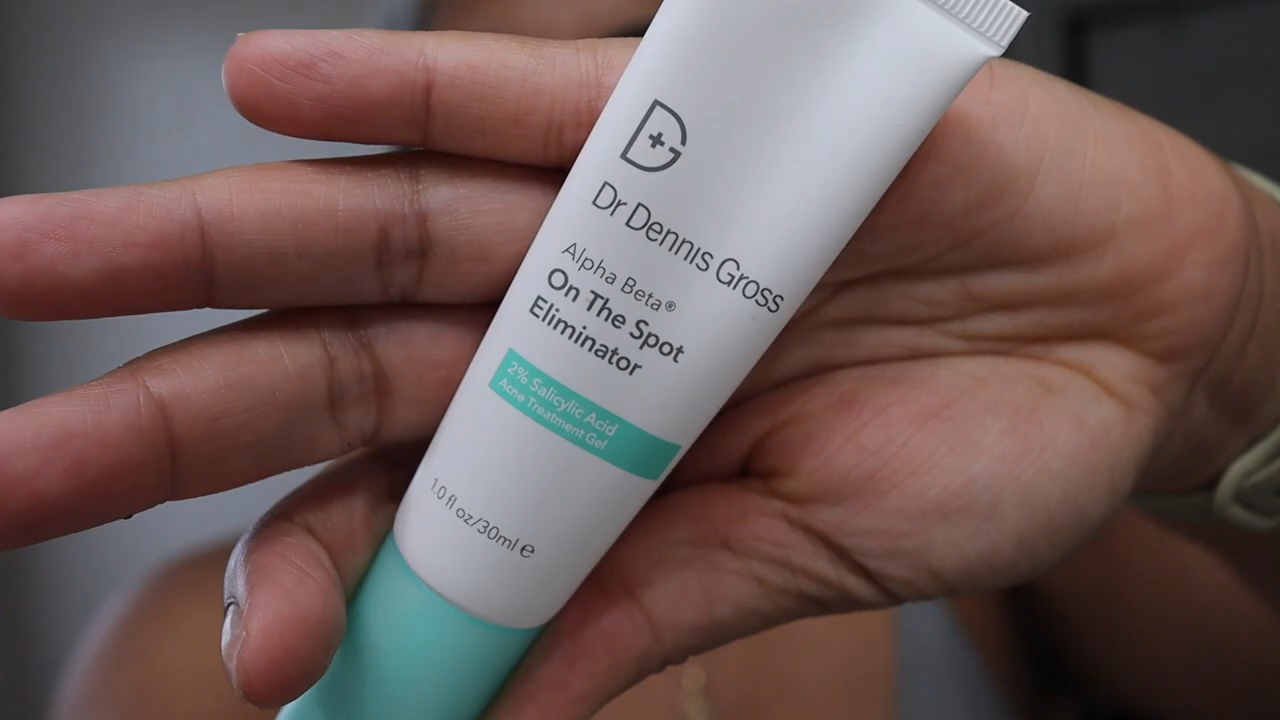 Dr Dennis Gross
Alpha Beta®
On The Spot
Eliminator
2% Salicylic Acid
Acne Treatment Gel
1.0 fl oz/30ml ℮